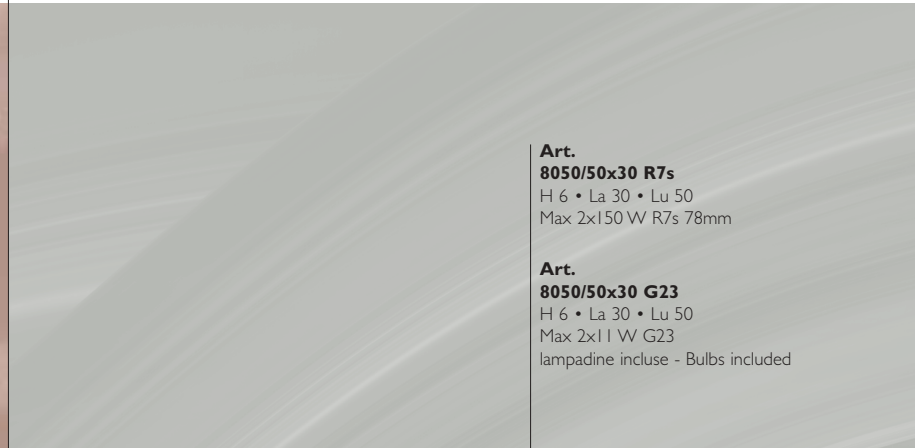 Art.
8050/50x30 R7s
H 6 • La 30 • Lu 50
Max 2x150 W R7s 78mm
Art.
8050/50x30 G23
H 6 • La 30 • Lu 50
Max 2x11 W G23
lampadine incluse - Bulbs included